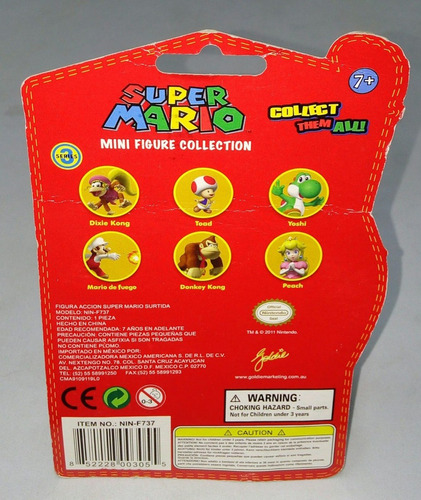 7+
SUPER
MARIO
COLLECT
THEM ALL!
MINI FIGURE COLLECTION
SERIES
3
Dixie Kong
Toad
Yoshi
Mario de fuego
Donkey Kong
Peach
FIGURA ACCION SUPER MARIO SURTIDA
MODELO: NIN-F737
CONTENIDO: 1 PIEZA
HECHO EN CHINA
EDAD RECOMENDADA: 7 AÑOS EN ADELANTE
PRECAUCION: CONTIENE PIEZAS PEQUEÑAS QUE
PUEDEN CAUSAR ASFIXIA SI SON TRAGADAS
NO CONTIENE PLOMO.
IMPORTADO EN MÉXICO POR:
COMERCIALIZADORA MEXICO AMERICANA S. DE R.L. DE C.V.
AV. NEXTENGO No 78, COL. SANTA CRUZ ACAYUCAN
DEL. AZCAPOTZALCO MEXICO D.F. MEXICO C.P. 02770
TEL (52) 55 58991250 FAX (52) 55 58991293
CMA9109119L0
Official
Nintendo
Seal
TM & © 2011 Nintendo
Goldie
www.goldiemarketing.com.au
CE
0-3
WARNING:
CHOKING HAZARD - Small parts.
Not for Children under 3 years
ITEM NO.: NIN-F737
8 52228 00305 5
CAUTION